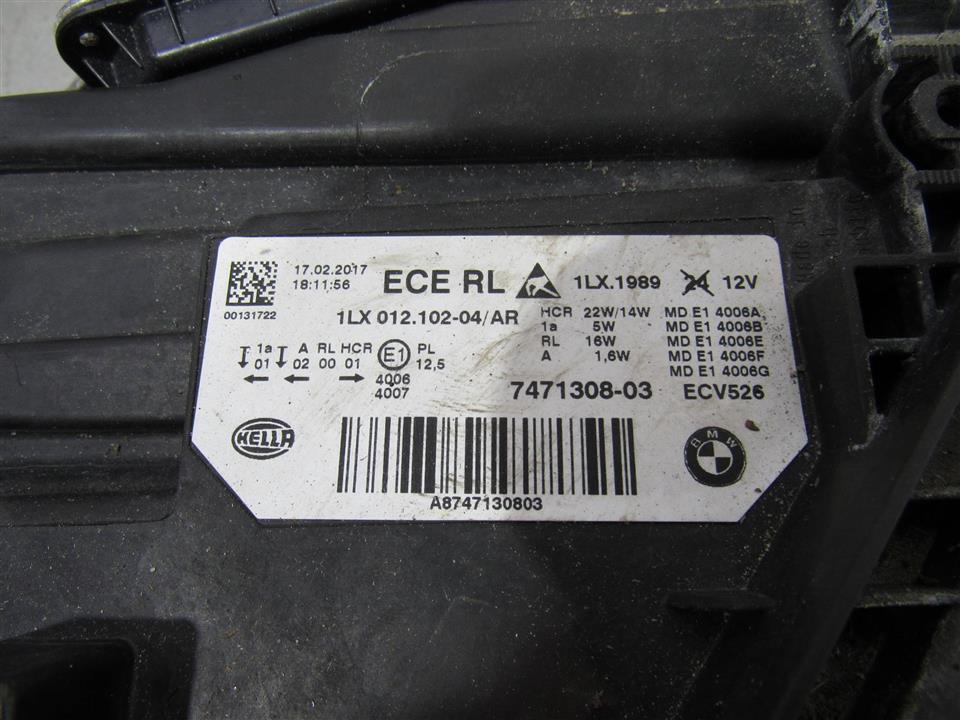 17.02.2017
18:11:56
00131722
ECE RL
1LX.1989
24 12V
1LX 012.102-04/AR
HCR 22W/14W MD E1 4006A
1a 5W MD E1 4006B
RL 16W MD E1 4006E
A 1,6W MD E1 4006F
MD E1 4006G
1a A RL HCR E1 PL
01 02 00 01 12,5
4006
4007
7471308-03 ECV526
HELLA
BMW
A8747130803